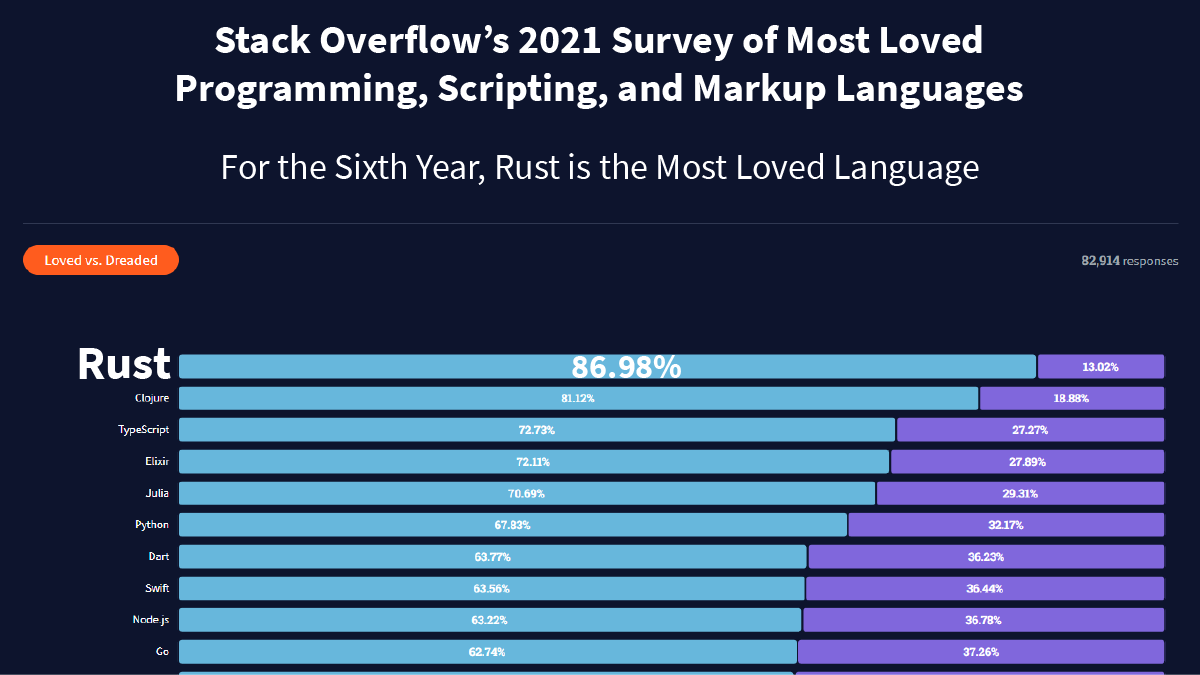 Stack Overflow’s 2021 Survey of Most Loved
Programming, Scripting, and Markup Languages
For the Sixth Year, Rust is the Most Loved Language
Loved vs. Dreaded
82,914 responses
Rust 86.98% 13.02%
Clojure 81.12% 18.88%
TypeScript 72.73% 27.27%
Elixir 72.11% 27.89%
Julia 70.69% 29.31%
Python 67.83% 32.17%
Dart 63.77% 36.23%
Swift 63.56% 36.44%
Node.js 63.22% 36.78%
Go 62.74% 37.26%